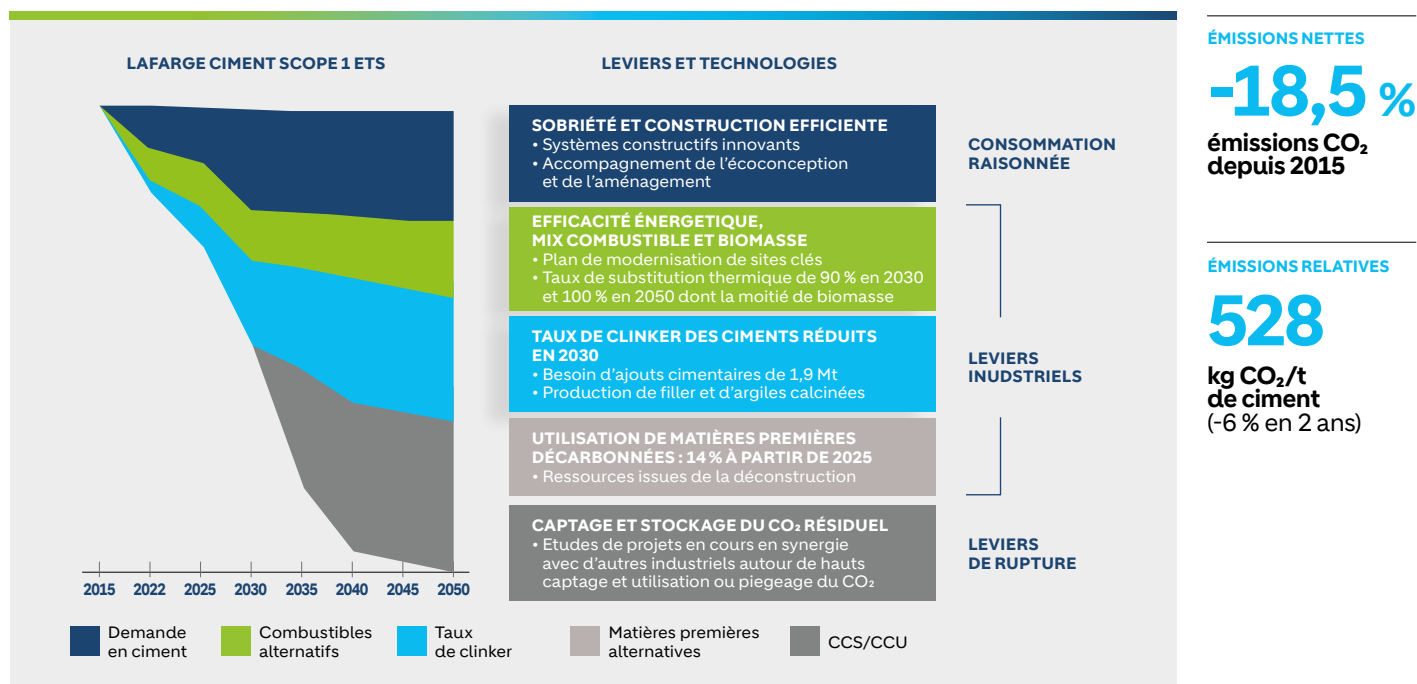 LAFARGE CIMENT SCOPE 1 ETS
2015 2022 2025 2030 2035 2040 2045 2050
Demande
en ciment
Combustibles
alternatifs
Taux
de clinker
Matières premières
alternatives
CCS/CCU
LEVIERS ET TECHNOLOGIES
SOBRIÉTÉ ET CONSTRUCTION EFFICIENTE
• Systèmes constructifs innovants
• Accompagnement de l’écoconception
et de l’aménagement
EFFICACITÉ ÉNERGETIQUE,
MIX COMBUSTIBLE ET BIOMASSE
• Plan de modernisation de sites clés
• Taux de substitution thermique de 90 % en 2030
et 100 % en 2050 dont la moitié de biomasse
TAUX DE CLINKER DES CIMENTS RÉDUITS
EN 2030
• Besoin d’ajouts cimentaires de 1,9 Mt
• Production de filler et d’argiles calcinées
UTILISATION DE MATIÈRES PREMIÈRES
DÉCARBONNÉES : 14 % À PARTIR DE 2025
• Ressources issues de la déconstruction
CAPTAGE ET STOCKAGE DU CO₂ RÉSIDUEL
• Etudes de projets en cours en synergie
avec d’autres industriels autour de hauts
captage et utilisation ou piegeage du CO₂
CONSOMMATION
RAISONNÉE
LEVIERS
INUDSTRIELS
LEVIERS
DE RUPTURE
ÉMISSIONS NETTES
-18,5 %
émissions CO₂
depuis 2015
ÉMISSIONS RELATIVES
528
kg CO₂/t
de ciment
(-6 % en 2 ans)